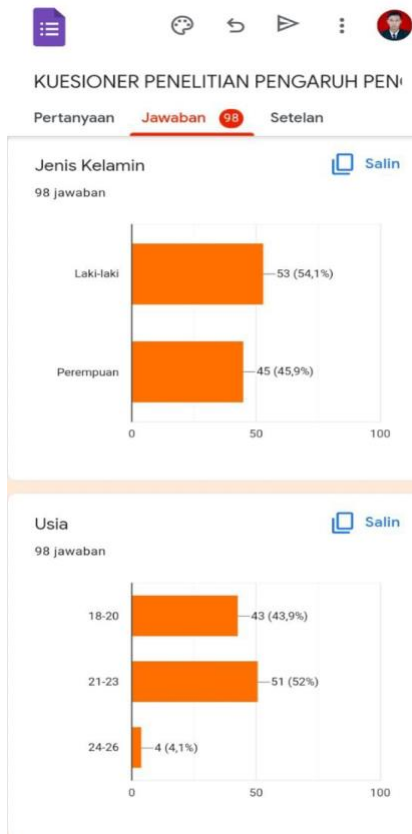 KUESIONER PENELITIAN PENGARUH PEN
Pertanyaan Jawaban 98 Setelan
Jenis Kelamin Salin
98 jawaban
Laki-laki 53 (54,1%)
Perempuan 45 (45,9%)
0 50 100
Usia Salin
98 jawaban
18-20 43 (43,9%)
21-23 51 (52%)
24-26 4 (4,1%)
0 50 100